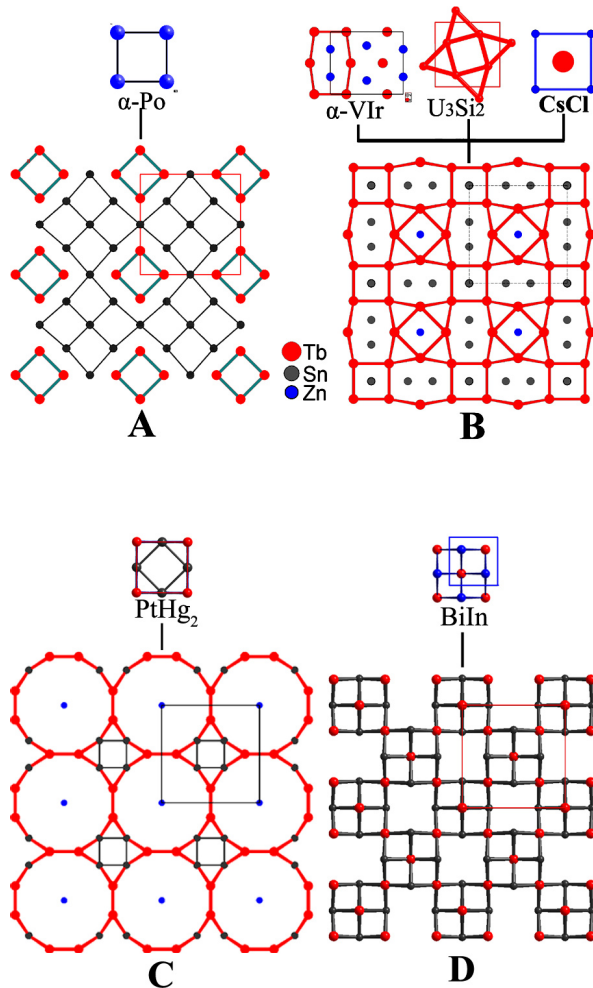 α-Po
α-VIr
U₃Si₂
CsCl
Tb
Sn
Zn
A
B
PtHg₂
BiIn
C
D